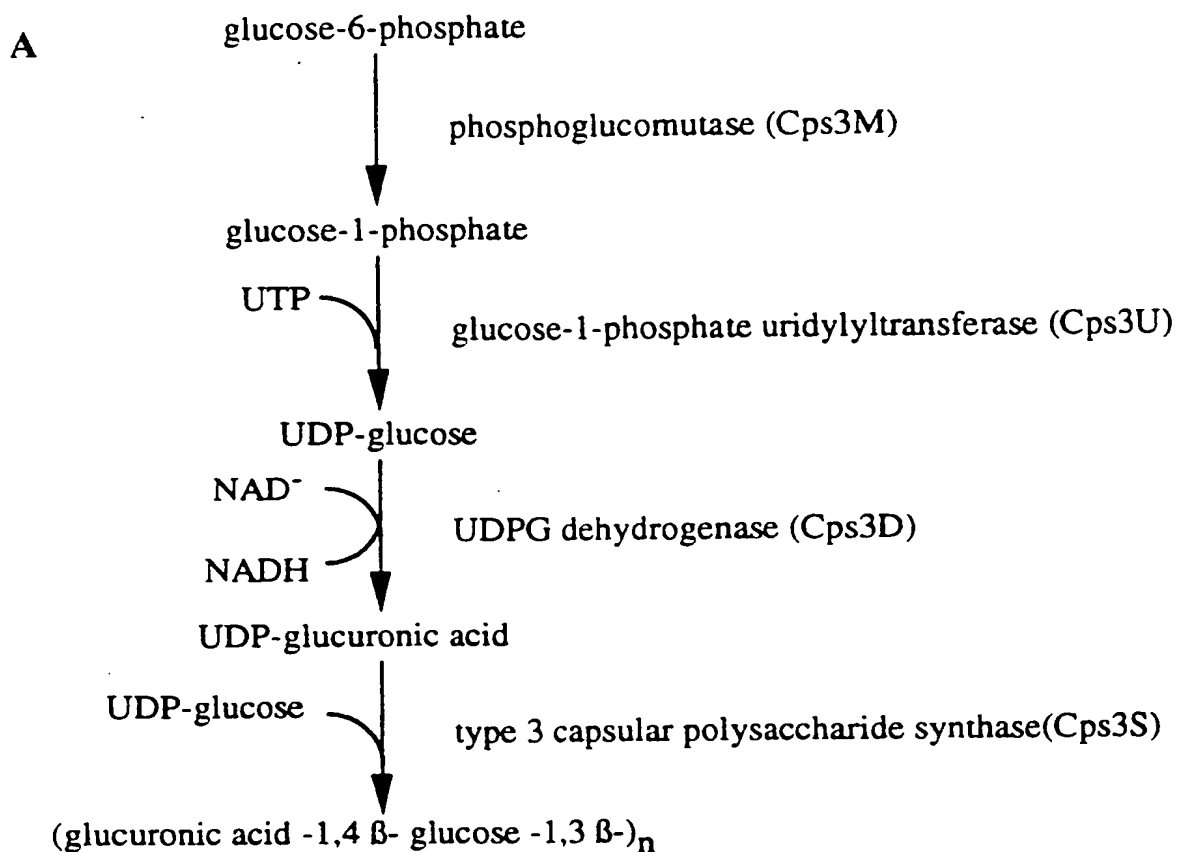 A
glucose-6-phosphate
phosphoglucomutase (Cps3M)
glucose-1-phosphate
UTP
glucose-1-phosphate uridylyltransferase (Cps3U)
UDP-glucose
NAD⁻
UDPG dehydrogenase (Cps3D)
NADH
UDP-glucuronic acid
UDP-glucose
type 3 capsular polysaccharide synthase(Cps3S)
(glucuronic acid -1,4 ß- glucose -1,3 ß-)n